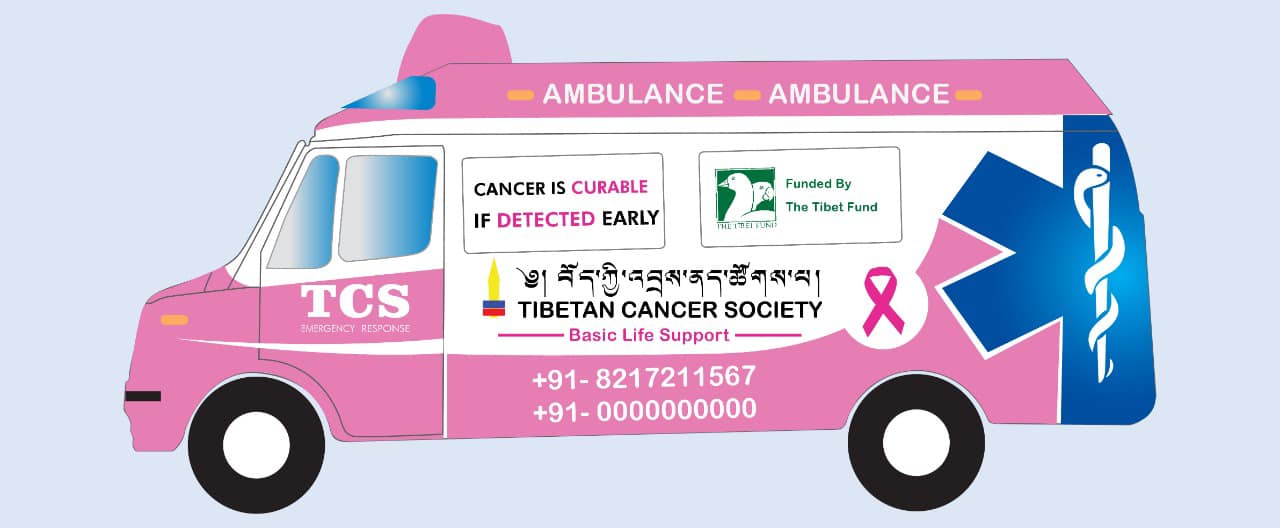 AMBULANCE AMBULANCE
CANCER IS CURABLE
IF DETECTED EARLY
THE TIBET FUND
Funded By
The Tibet Fund
TCS
EMERGENCY RESPONSE
༄༅། བོད་ཀྱི་འབྲས་ནད་ཚོགས་པ།
TIBETAN CANCER SOCIETY
Basic Life Support
+91- 8217211567
+91- 0000000000